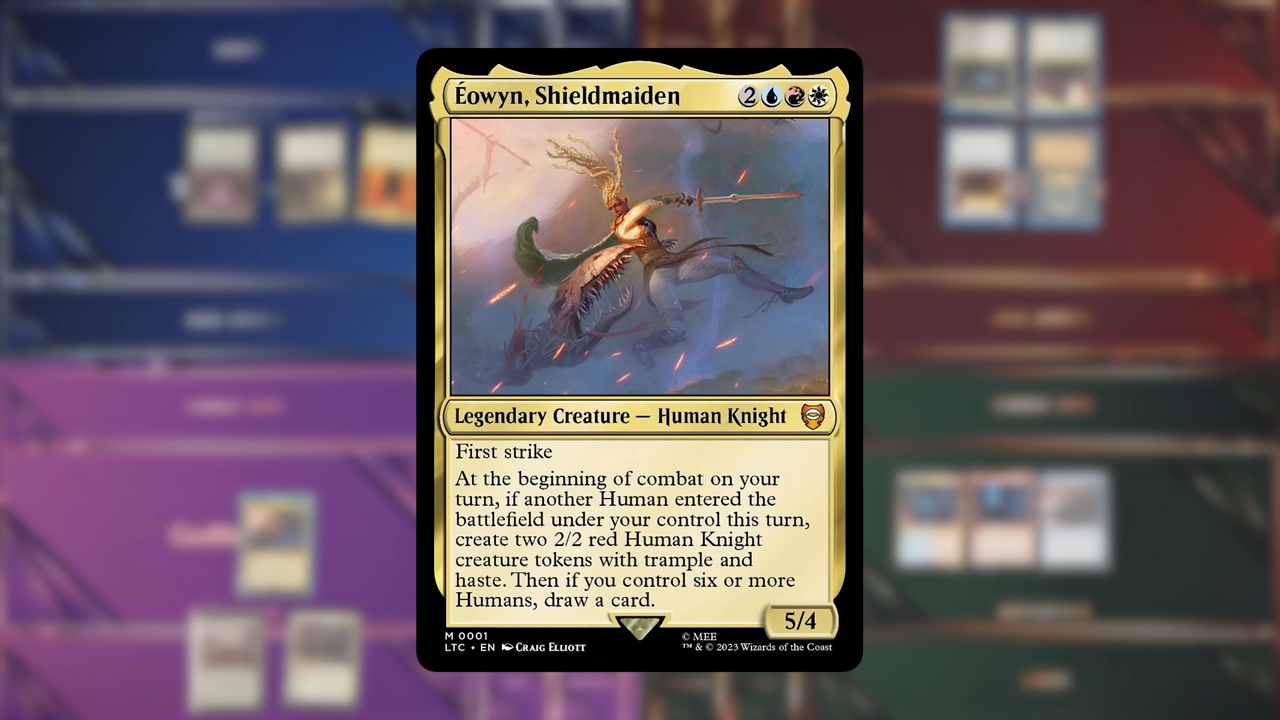 Éowyn, Shieldmaiden 2
Legendary Creature — Human Knight
First strike
At the beginning of combat on your
turn, if another Human entered the
battlefield under your control this turn,
create two 2/2 red Human Knight
creature tokens with trample and
haste. Then if you control six or more
Humans, draw a card.
5/4
M 0001
LTC • EN CRAIG ELLIOTT
© MEE
™ & © 2023 Wizards of the Coast